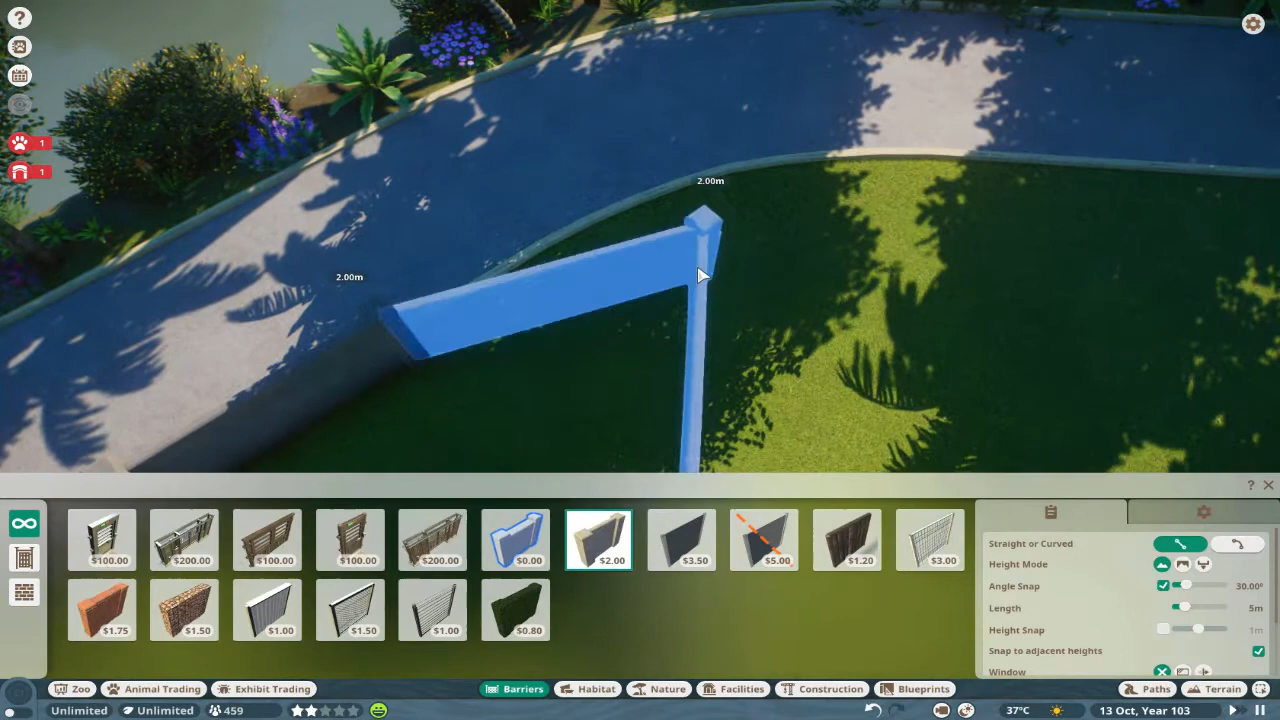 ?
1
1
2.00m
2.00m
?
$100.00
$200.00
$100.00
$100.00
$200.00
$0.00
$2.00
$3.50
$5.00
$1.20
$3.00
$1.75
$1.50
$1.00
$1.50
$1.00
$0.80
Straight or Curved
Height Mode
Angle Snap 30.00°
Length 5m
Height Snap 1m
Snap to adjacent heights
Window
Zoo Animal Trading Exhibit Trading Barriers Habitat Nature Facilities Construction Blueprints Paths Terrain
Unlimited Unlimited 459 37°C 13 Oct, Year 103